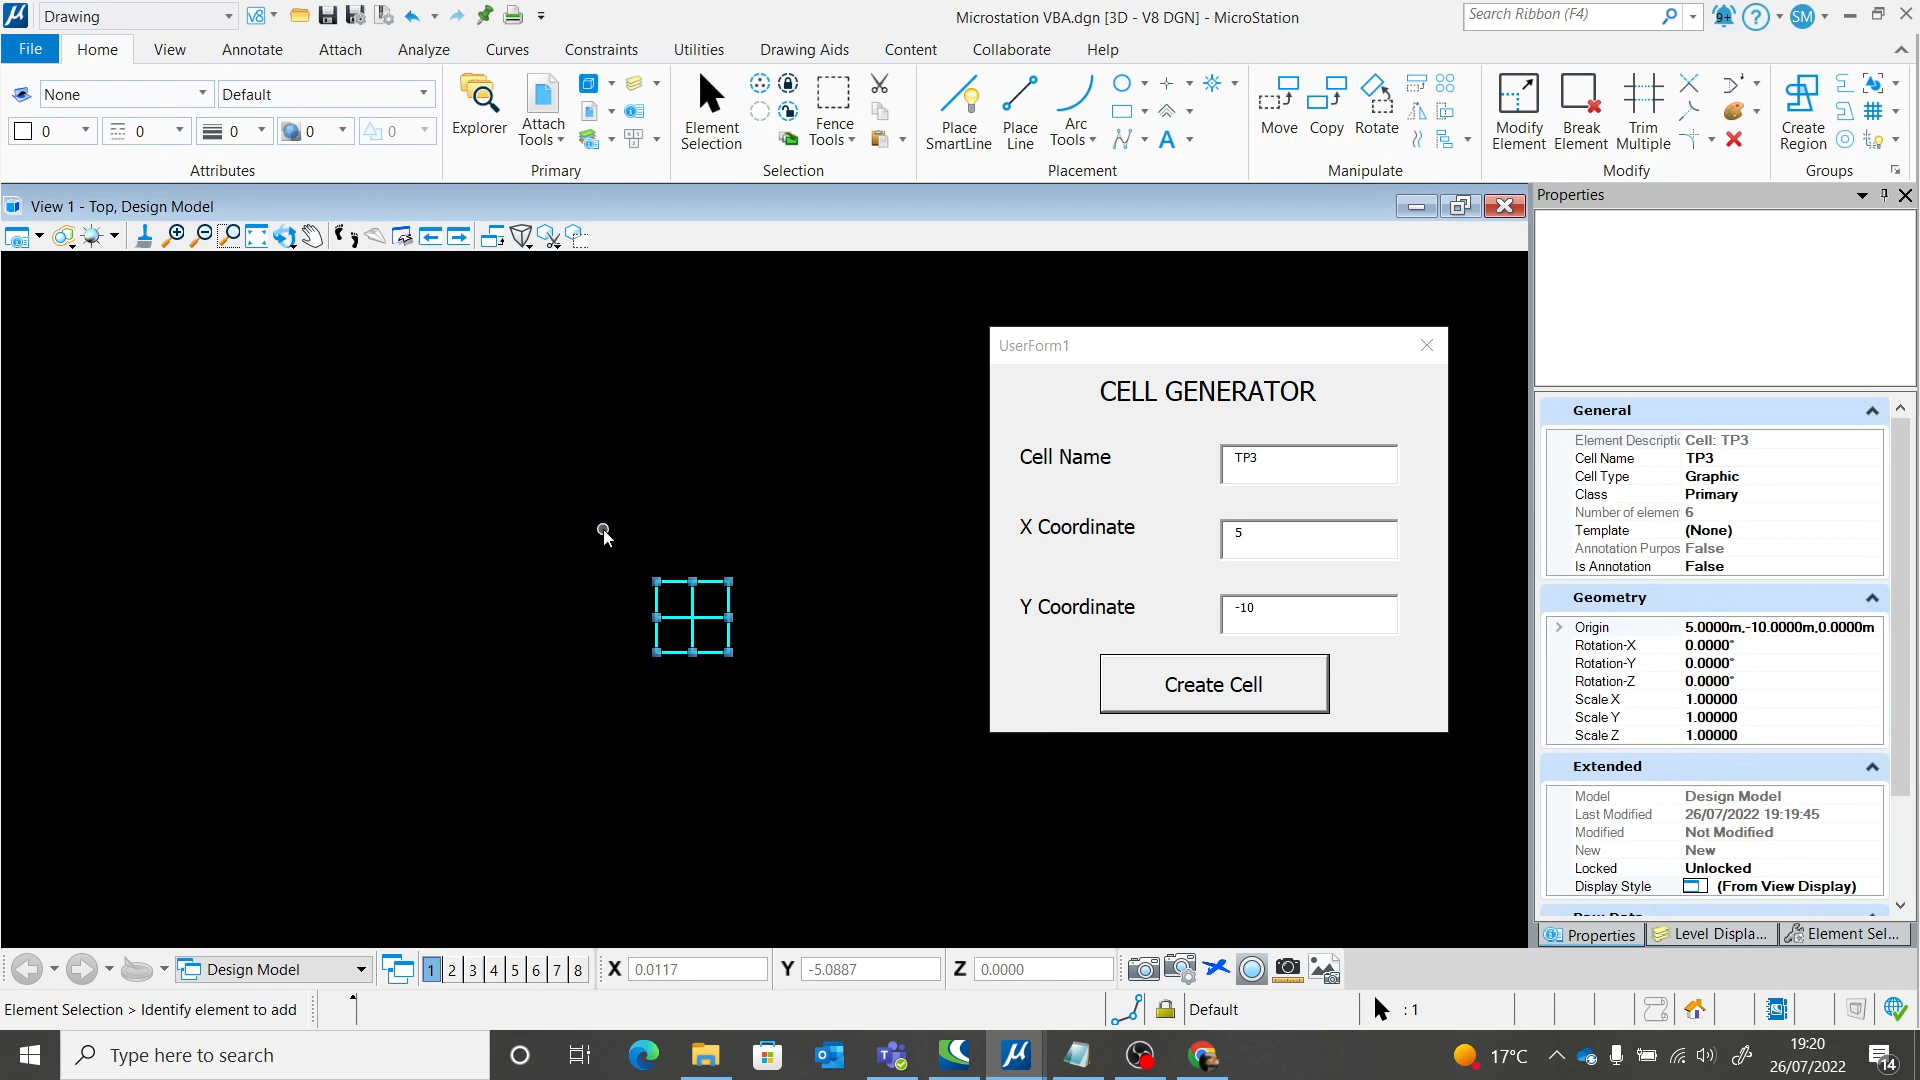 Drawing
Microstation VBA.dgn [3D - V8 DGN] - MicroStation
Search Ribbon (F4)
9+
SM
File
Home
View
Annotate
Attach
Analyze
Curves
Constraints
Utilities
Drawing Aids
Content
Collaborate
Help
None
Default
0
0
0
0
0
Attributes
Explorer
Attach
Tools
Primary
Element
Selection
Fence
Tools
Selection
Place
SmartLine
Place
Line
Arc
Tools
Placement
Move
Copy
Rotate
Manipulate
Modify
Element
Break
Element
Trim
Multiple
Modify
Create
Region
Groups
View 1 - Top, Design Model
UserForm1
CELL GENERATOR
Cell Name
TP3
X Coordinate
5
Y Coordinate
-10
Create Cell
Properties
General
Cell: TP3
Cell Name TP3
Cell Type Graphic
Class Primary
Number of elemen 6
Template (None)
Annotation Purpos False
Is Annotation False
Geometry
Origin 5.0000m,-10.0000m,0.0000m
Rotation-X 0.0000°
Rotation-Y 0.0000°
Rotation-Z 0.0000°
Scale X 1.00000
Scale Y 1.00000
Scale Z 1.00000
Extended
Model Design Model
Last Modified 26/07/2022 19:19:45
Modified Not Modified
New New
Locked Unlocked
Display Style (From View Display)
Properties
Level Displa...
Element Sel...
Design Model
1 2 3 4 5 6 7 8
X 0.0117
Y -5.0887
Z 0.0000
Element Selection > Identify element to add
Default
: 1
Type here to search
17°C
19:20
26/07/2022
14